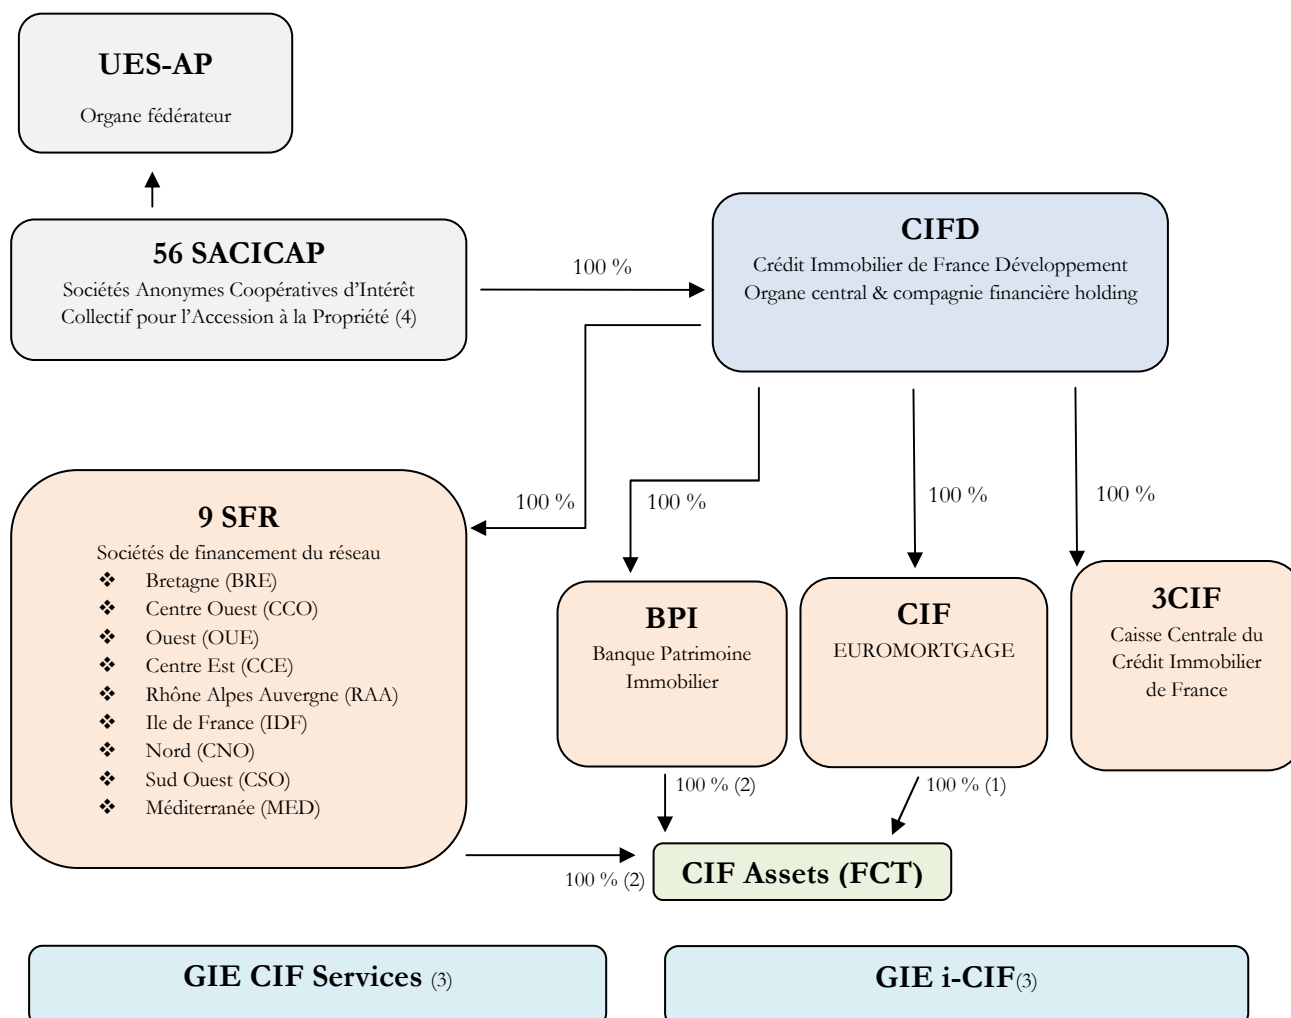 UES-AP
Organe fédérateur
56 SACICAP
Sociétés Anonymes Coopératives d'Intérêt
Collectif pour l'Accession à la Propriété (4)
100 %
CIFD
Crédit Immobilier de France Développement
Organe central & compagnie financière holding
100 %
100 %
100 %
100 %
9 SFR
Sociétés de financement du réseau
❖ Bretagne (BRE)
❖ Centre Ouest (CCO)
❖ Ouest (OUE)
❖ Centre Est (CCE)
❖ Rhône Alpes Auvergne (RAA)
❖ Ile de France (IDF)
❖ Nord (CNO)
❖ Sud Ouest (CSO)
❖ Méditerranée (MED)
BPI
Banque Patrimoine
Immobilier
CIF
EUROMORTGAGE
3CIF
Caisse Centrale du
Crédit Immobilier
de France
100 % (2)
100 % (1)
100 % (2)
CIF Assets (FCT)
GIE CIF Services (3)
GIE i-CIF(3)